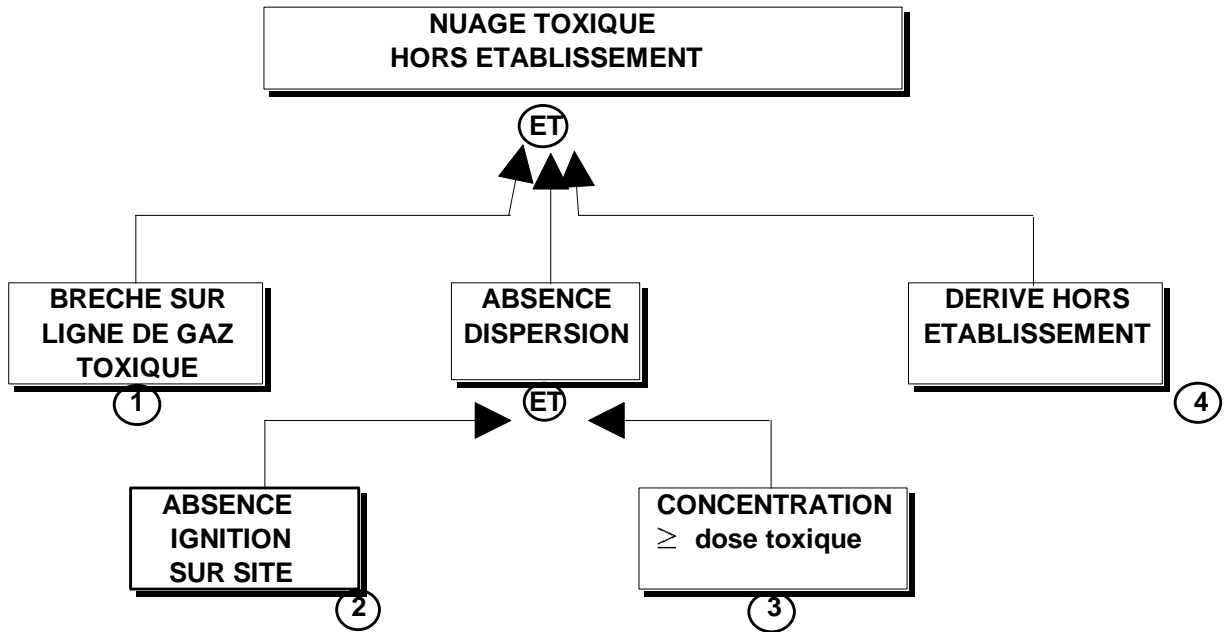 NUAGE TOXIQUE
HORS ETABLISSEMENT
ET
BRECHE SUR
LIGNE DE GAZ
TOXIQUE
1
ABSENCE
DISPERSION
ET
DERIVE HORS
ETABLISSEMENT
4
ABSENCE
IGNITION
SUR SITE
2
CONCENTRATION
≥ dose toxique
3